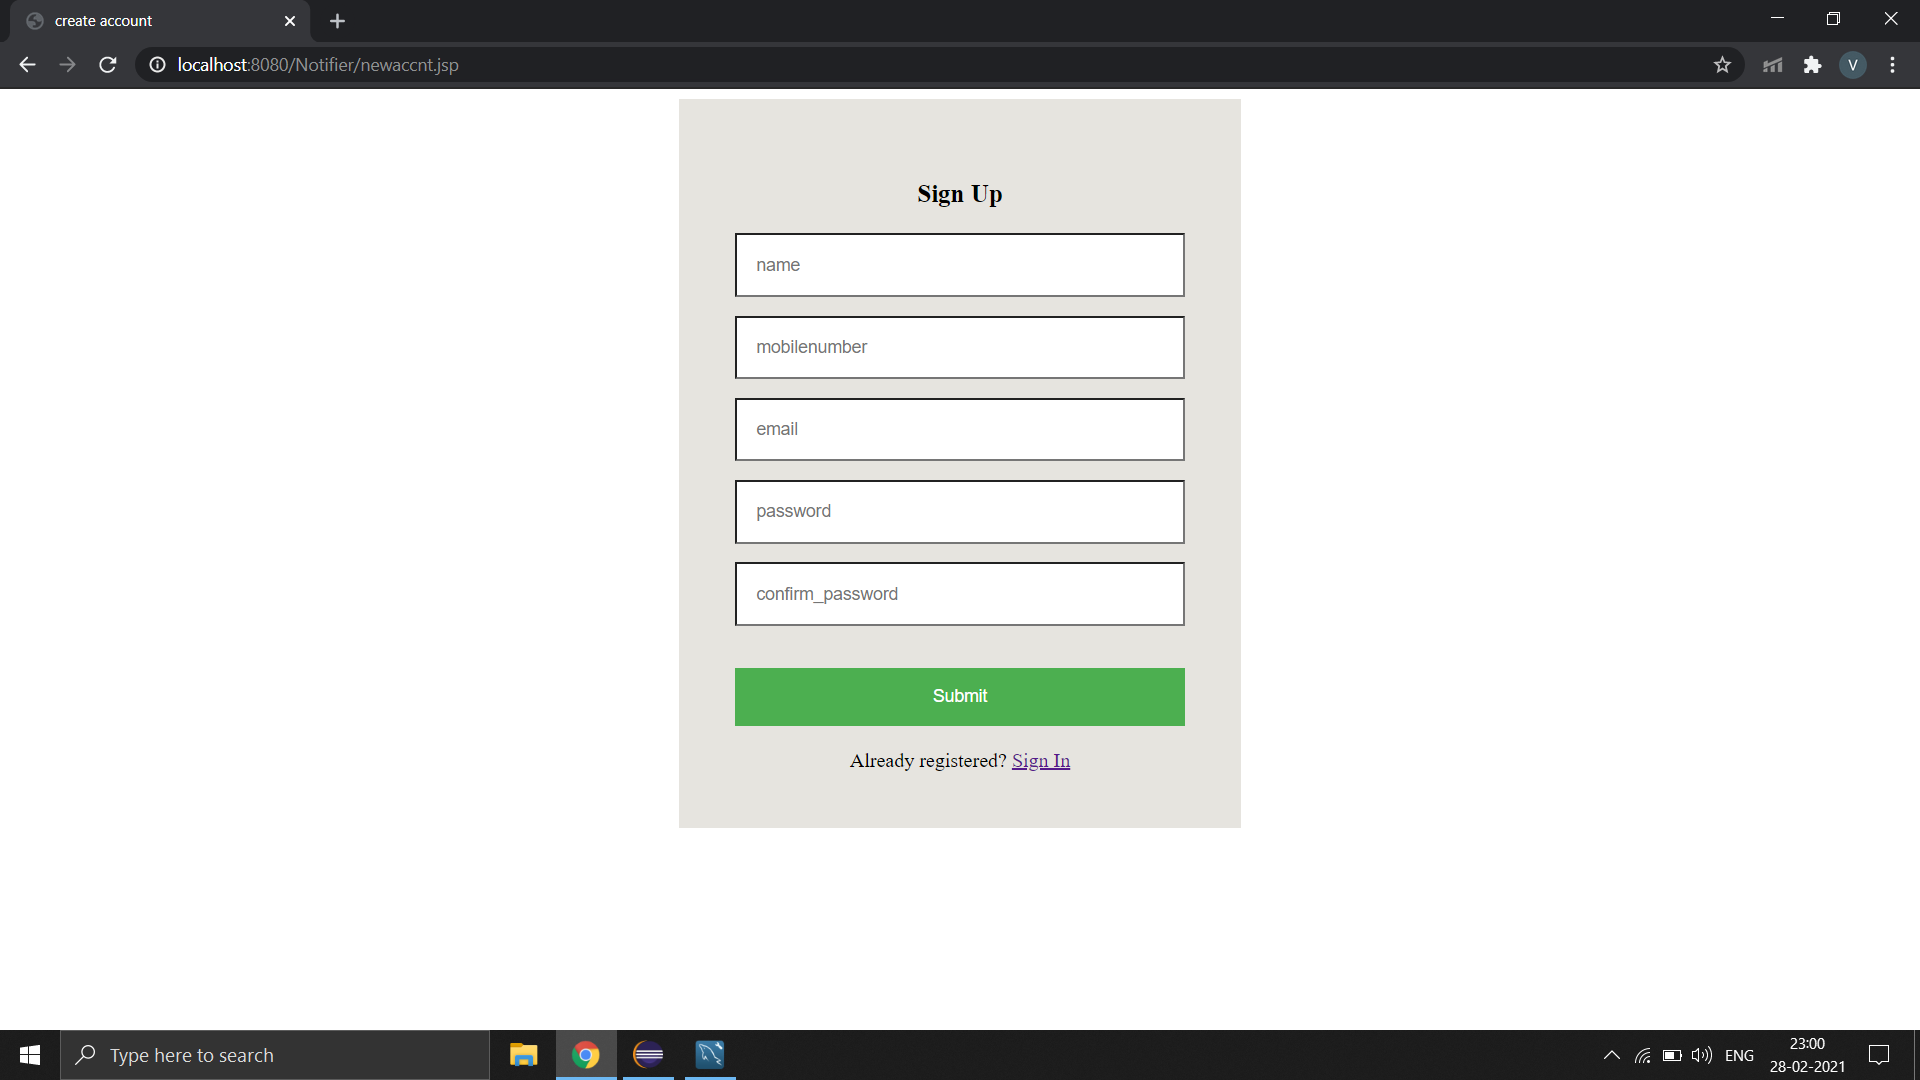 create account
localhost:8080/Notifier/newaccnt.jsp
V
Sign Up
name
mobilenumber
email
password
confirm_password
Submit
Already registered? Sign In
Type here to search
ENG
23:00
28-02-2021